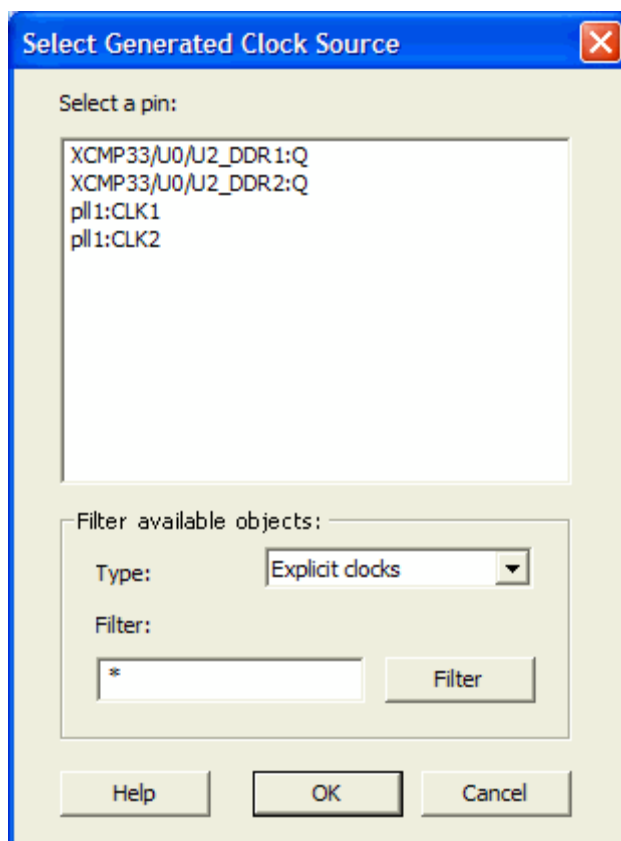 Select Generated Clock Source
Select a pin:
XCMP33/U0/U2_DDR1:Q
XCMP33/U0/U2_DDR2:Q
pll1:CLK1
pll1:CLK2
Filter available objects:
Type:
Explicit clocks
Filter:
*
Filter
Help
OK
Cancel